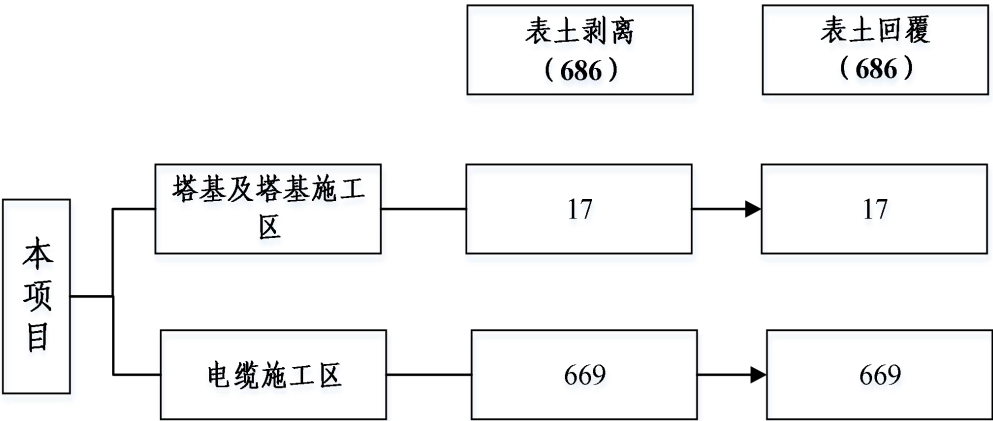 表土剥离
（686）
表土回覆
（686）
塔基及塔基施工
区
17
17
本
项
目
电缆施工区
669
669